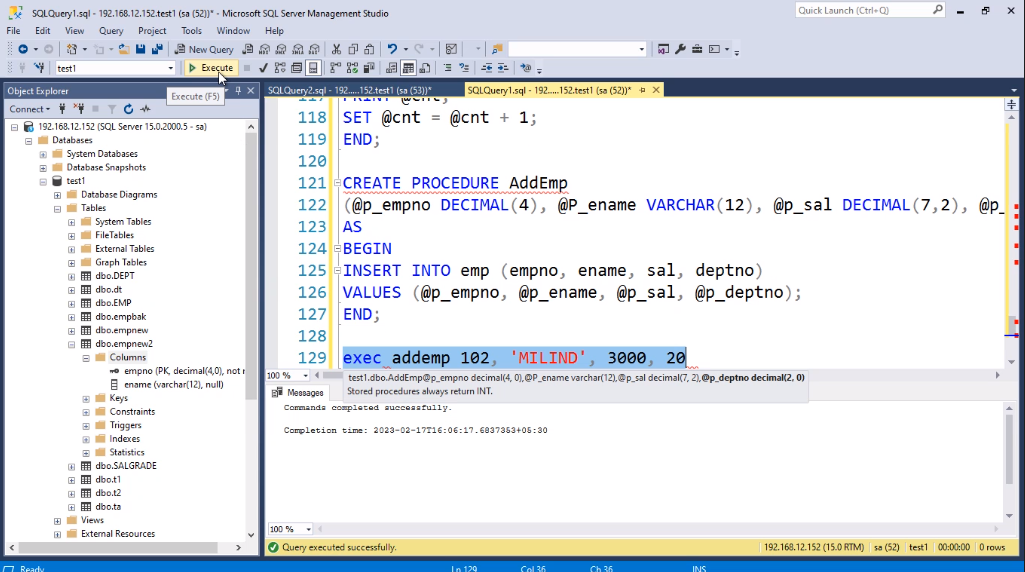 SQLQuery1.sql - 192.168.12.152.test1 (sa (52))* - Microsoft SQL Server Management Studio
Quick Launch (Ctrl+Q)
File Edit View Query Project Tools Window Help
New Query
test1
Execute
Execute (F5)
Object Explorer
Connect
192.168.12.152 (SQL Server 15.0.2000.5 - sa)
Databases
System Databases
Database Snapshots
test1
Database Diagrams
Tables
System Tables
FileTables
External Tables
Graph Tables
dbo.DEPT
dbo.dt
dbo.EMP
dbo.empbak
dbo.empnew
dbo.empnew2
Columns
empno (PK, decimal(4,0), not n
ename (varchar(12), null)
Keys
Constraints
Triggers
Indexes
Statistics
dbo.SALGRADE
dbo.t1
dbo.t2
dbo.ta
Views
External Resources
SQLQuery2.sql - 192.....152.test1 (sa (53))*
SQLQuery1.sql - 192.....152.test1 (sa (52))*
117 PRINT @cnt;
118 SET @cnt = @cnt + 1;
119 END;
120
121 CREATE PROCEDURE AddEmp
122 (@p_empno DECIMAL(4), @P_ename VARCHAR(12), @p_sal DECIMAL(7,2), @p_
123 AS
124 BEGIN
125 INSERT INTO emp (empno, ename, sal, deptno)
126 VALUES (@p_empno, @p_ename, @p_sal, @p_deptno);
127 END;
128
129 exec addemp 102, 'MILIND', 3000, 20
100 %
test1.dbo.AddEmp@p_empno decimal(4, 0),@P_ename varchar(12),@p_sal decimal(7, 2),@p_deptno decimal(2, 0)
Stored procedures always return INT.
Messages
Commands completed successfully.
Completion time: 2023-02-17T16:06:17.6837353+05:30
100 %
Query executed successfully.
192.168.12.152 (15.0 RTM) sa (52) test1 00:00:00 0 rows
Ready Ln 129 Col 36 Ch 36 INS